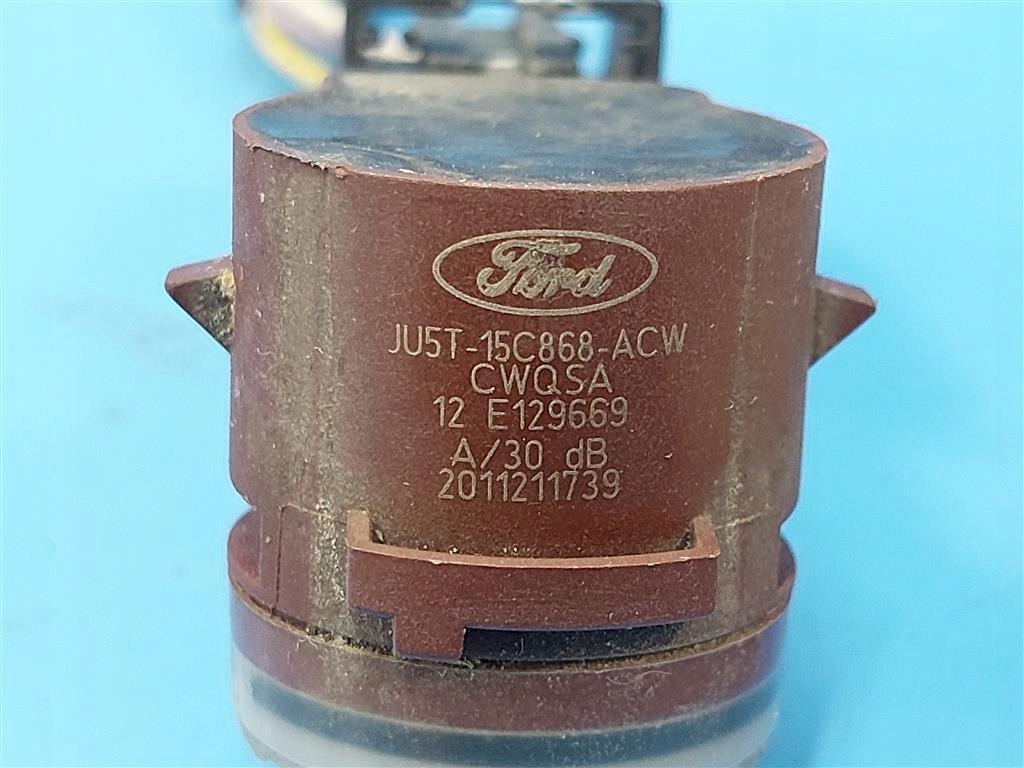 Ford
JU5T-15C868-ACW
CWQSA
12 E129669
A/30 dB
2011211739